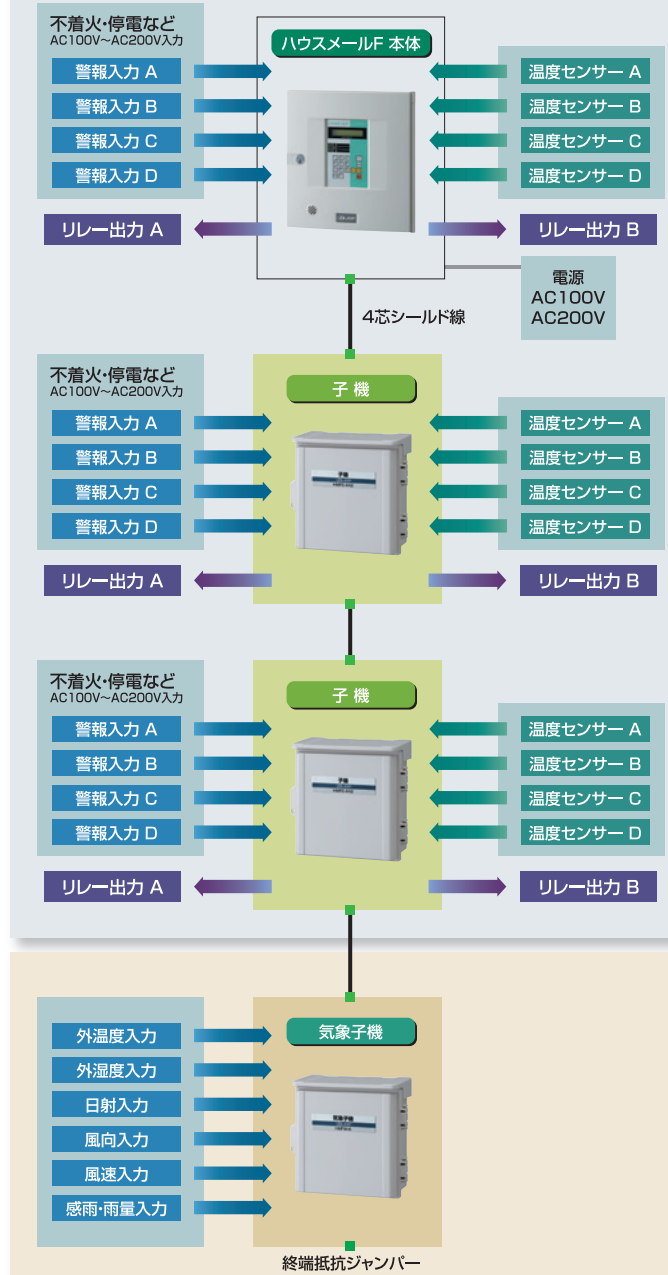 不着火・停電など
AC100V～AC200V入力
ハウスメールF 本体
警報入力 A
警報入力 B
警報入力 C
警報入力 D
温度センサー A
温度センサー B
温度センサー C
温度センサー D
リレー出力 A
リレー出力 B
電源
AC100V
AC200V
4芯シールド線
不着火・停電など
AC100V～AC200V入力
子 機
警報入力 A
警報入力 B
警報入力 C
警報入力 D
子機
温度センサー A
温度センサー B
温度センサー C
温度センサー D
リレー出力 A
リレー出力 B
不着火・停電など
AC100V～AC200V入力
子 機
警報入力 A
警報入力 B
警報入力 C
警報入力 D
子機
温度センサー A
温度センサー B
温度センサー C
温度センサー D
リレー出力 A
リレー出力 B
気象子機
外温度入力
外湿度入力
日射入力
風向入力
風速入力
感雨・雨量入力
気象子機
終端抵抗ジャンパー